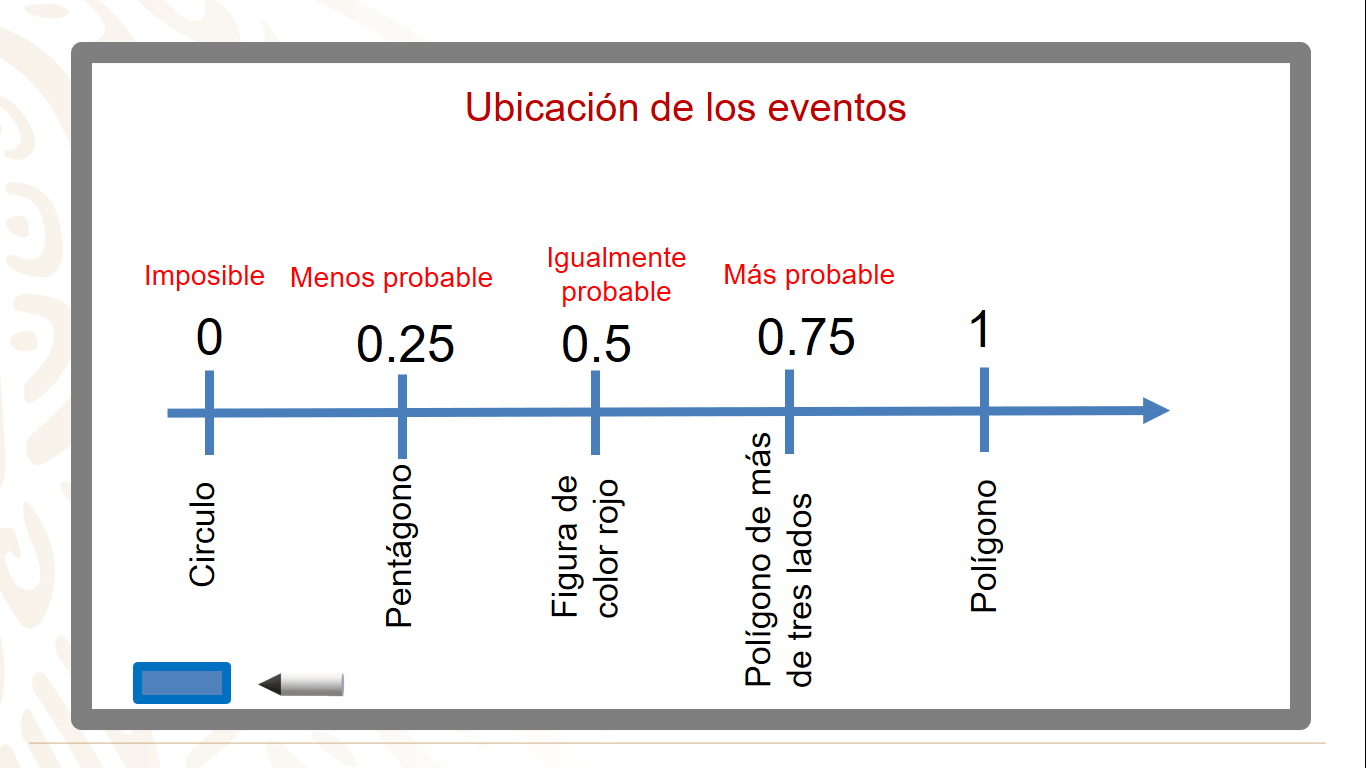 Ubicación de los eventos
Imposible
Menos probable
Igualmente
probable
Más probable
0
0.25
0.5
0.75
1
Circulo
Pentágono
Figura de
color rojo
Polígono de más
de tres lados
Polígono